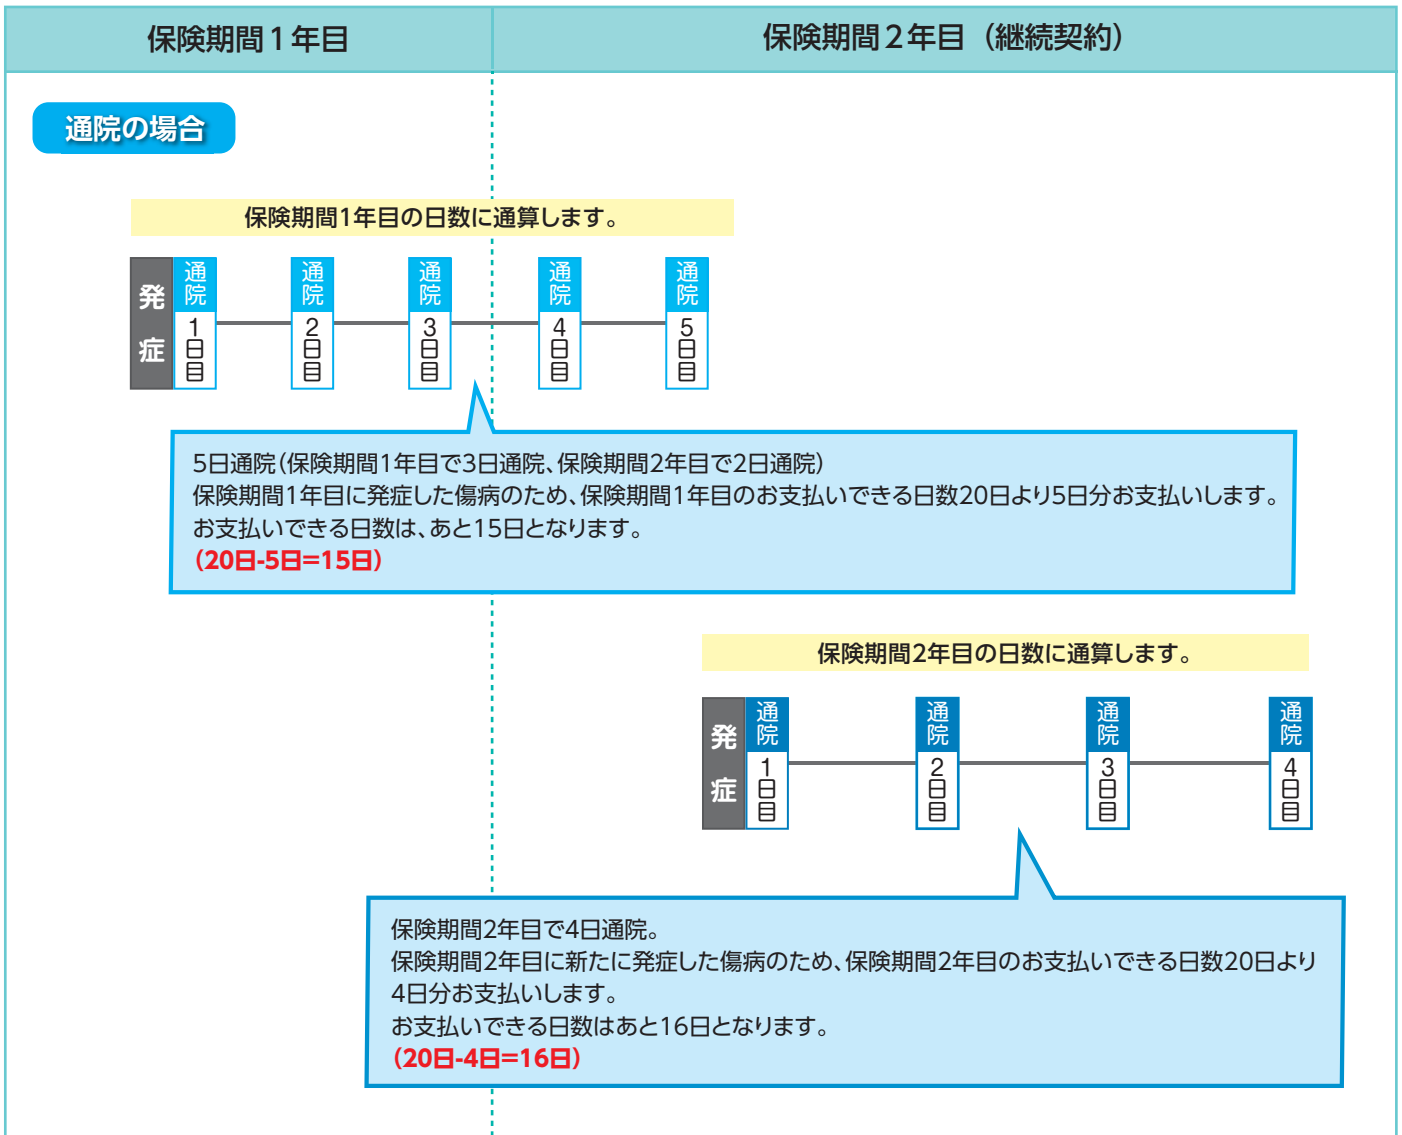 保険期間１年目
保険期間２年目（継続契約）
通院の場合
保険期間1年目の日数に通算します。
発症
通院
1日目
通院
2日目
通院
3日目
通院
4日目
通院
5日目
5日通院（保険期間1年目で3日通院、保険期間2年目で2日通院）
保険期間1年目に発症した傷病のため、保険期間1年目のお支払いできる日数20日より5日分お支払いします。
お支払いできる日数は、あと15日となります。
（20日-5日＝15日）
保険期間2年目の日数に通算します。
発症
通院
1日目
通院
2日目
通院
3日目
通院
4日目
保険期間2年目で4日通院。
保険期間2年目に新たに発症した傷病のため、保険期間2年目のお支払いできる日数20日より
4日分お支払いします。
お支払いできる日数はあと16日となります。
（20日-4日＝16日）